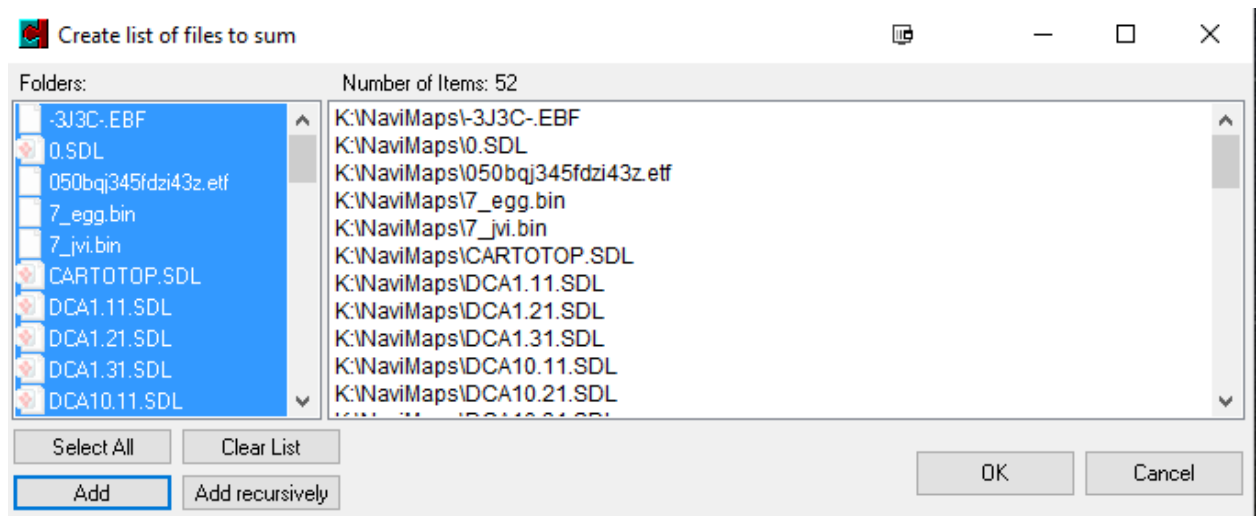 Create list of files to sum
Folders:
Number of Items: 52
-3J3C-.EBF
0.SDL
050bqj345fdzi43z.etf
7_egg.bin
7_jvi.bin
CARTOTOP.SDL
DCA1.11.SDL
DCA1.21.SDL
DCA1.31.SDL
DCA10.11.SDL
K:\NaviMaps\-3J3C-.EBF
K:\NaviMaps\0.SDL
K:\NaviMaps\050bqj345fdzi43z.etf
K:\NaviMaps\7_egg.bin
K:\NaviMaps\7_jvi.bin
K:\NaviMaps\CARTOTOP.SDL
K:\NaviMaps\DCA1.11.SDL
K:\NaviMaps\DCA1.21.SDL
K:\NaviMaps\DCA1.31.SDL
K:\NaviMaps\DCA10.11.SDL
K:\NaviMaps\DCA10.21.SDL
Select All
Clear List
Add
Add recursively
OK
Cancel